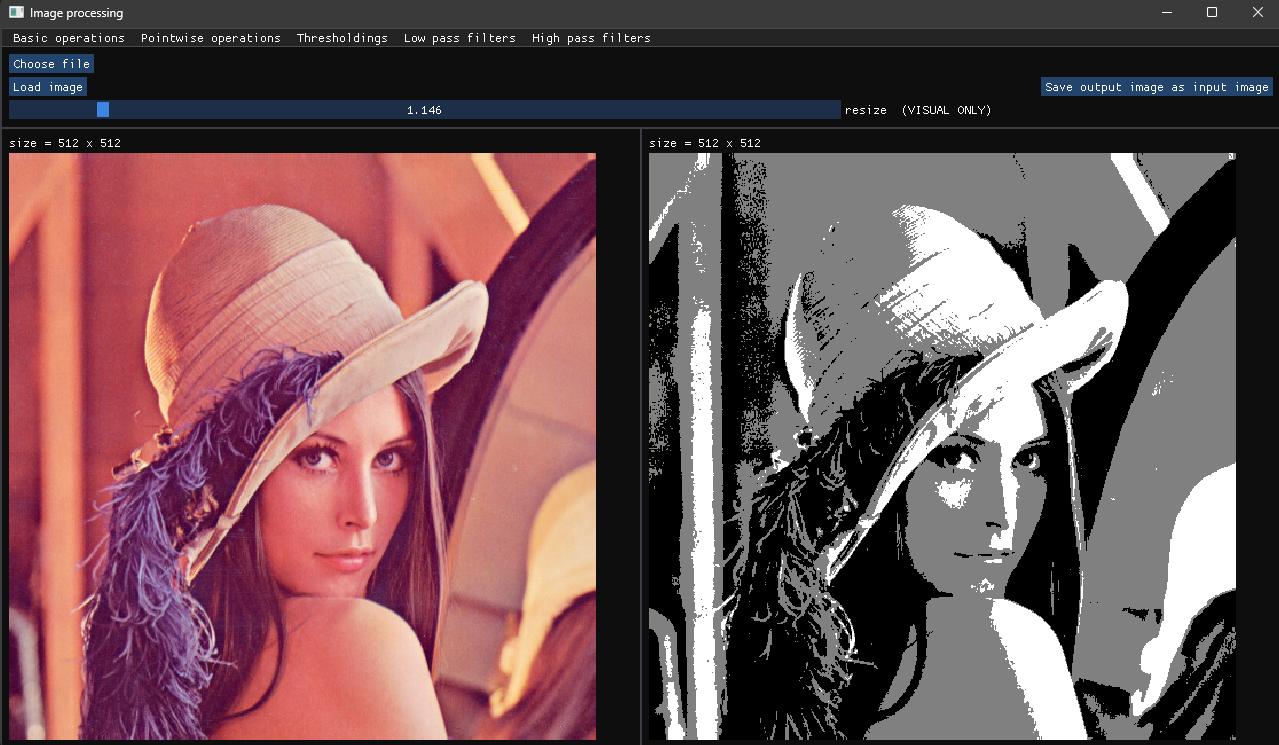 Image processing
Basic operations Pointwise operations Thresholdings Low pass filters High pass filters
Choose file
Load image Save output image as input image
1.146 resize (VISUAL ONLY)
size = 512 x 512 size = 512 x 512